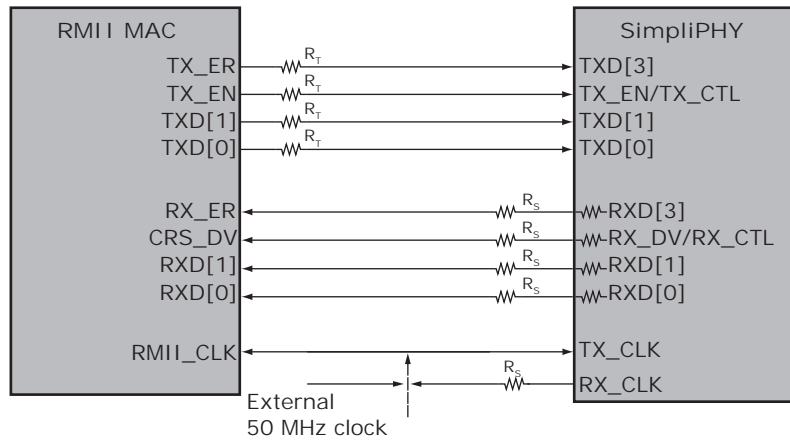 RMII MAC
SimpliPHY
TX_ER
R_T
TXD[3]
TX_EN
R_T
TX_EN/TX_CTL
TXD[1]
R_T
TXD[1]
TXD[0]
R_T
TXD[0]
RX_ER
R_S
RXD[3]
CRS_DV
R_S
RX_DV/RX_CTL
RXD[1]
R_S
RXD[1]
RXD[0]
R_S
RXD[0]
RMII_CLK
TX_CLK
R_S
RX_CLK
External
50 MHz clock